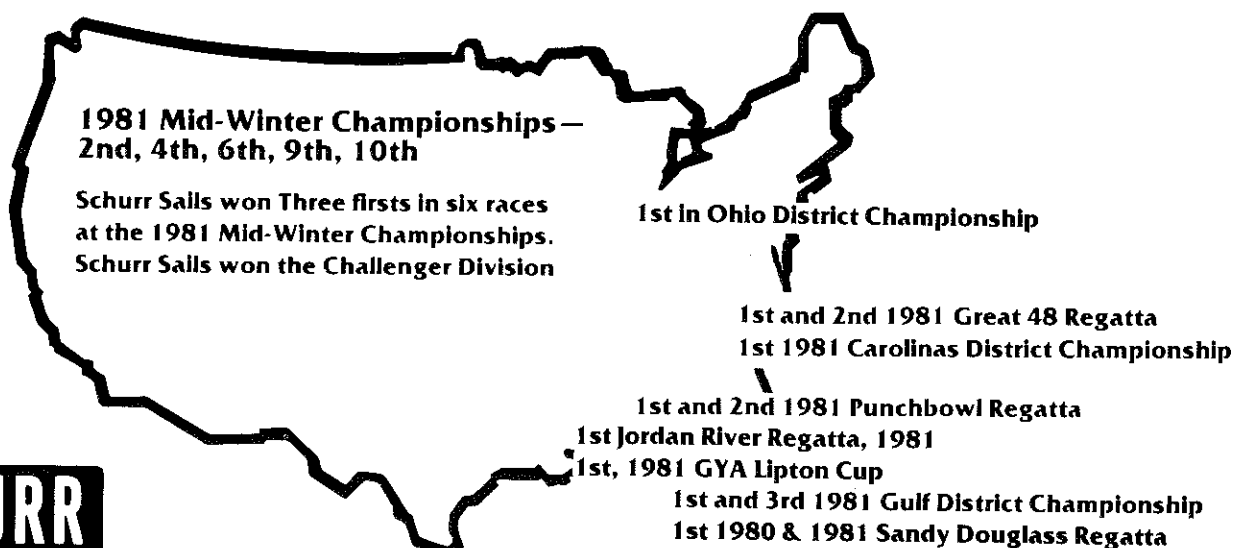 1981 Mid-Winter Championships—
2nd, 4th, 6th, 9th, 10th
Schurr Sails won Three firsts in six races
at the 1981 Mid-Winter Championships.
Schurr Sails won the Challenger Division
1st in Ohio District Championship
1st and 2nd 1981 Great 48 Regatta
1st 1981 Carolinas District Championship
1st and 2nd 1981 Punchbowl Regatta
1st Jordan River Regatta, 1981
1st, 1981 GYA Lipton Cup
1st and 3rd 1981 Gulf District Championship
1st 1980 & 1981 Sandy Douglass Regatta